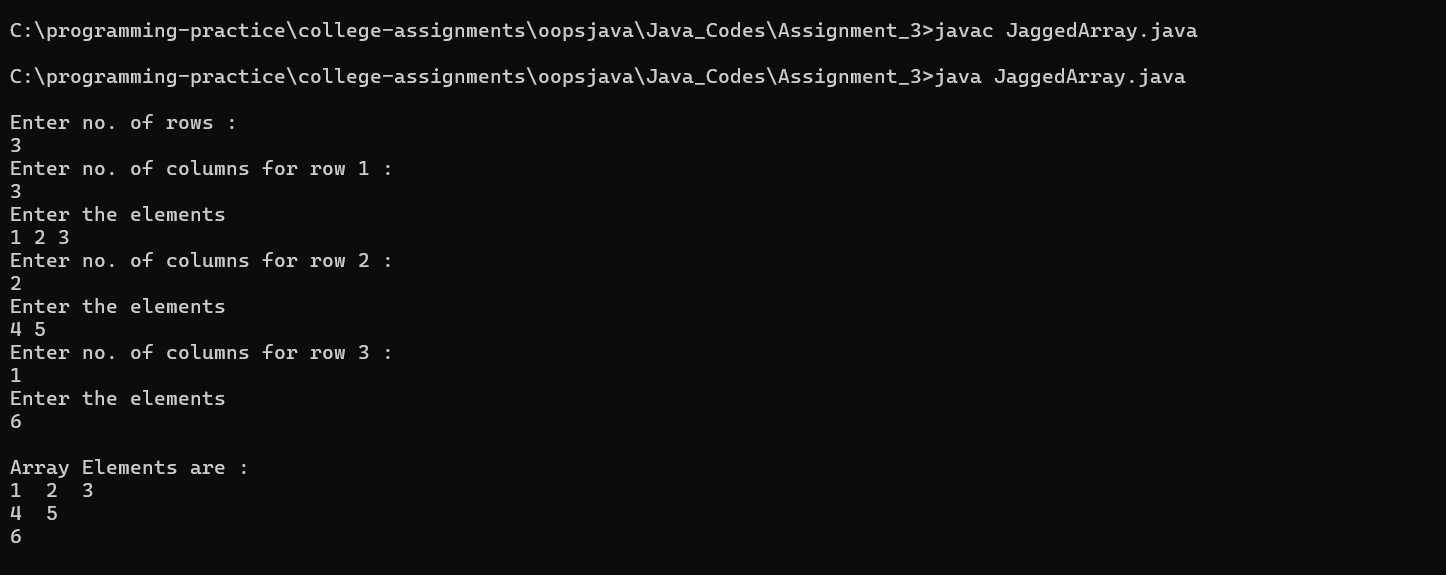 C:\programming-practice\college-assignments\oopsjava\Java_Codes\Assignment_3>javac JaggedArray.java
C:\programming-practice\college-assignments\oopsjava\Java_Codes\Assignment_3>java JaggedArray.java
Enter no. of rows :
3
Enter no. of columns for row 1 :
3
Enter the elements
1 2 3
Enter no. of columns for row 2 :
2
Enter the elements
4 5
Enter no. of columns for row 3 :
1
Enter the elements
6
Array Elements are :
1  2  3
4  5
6